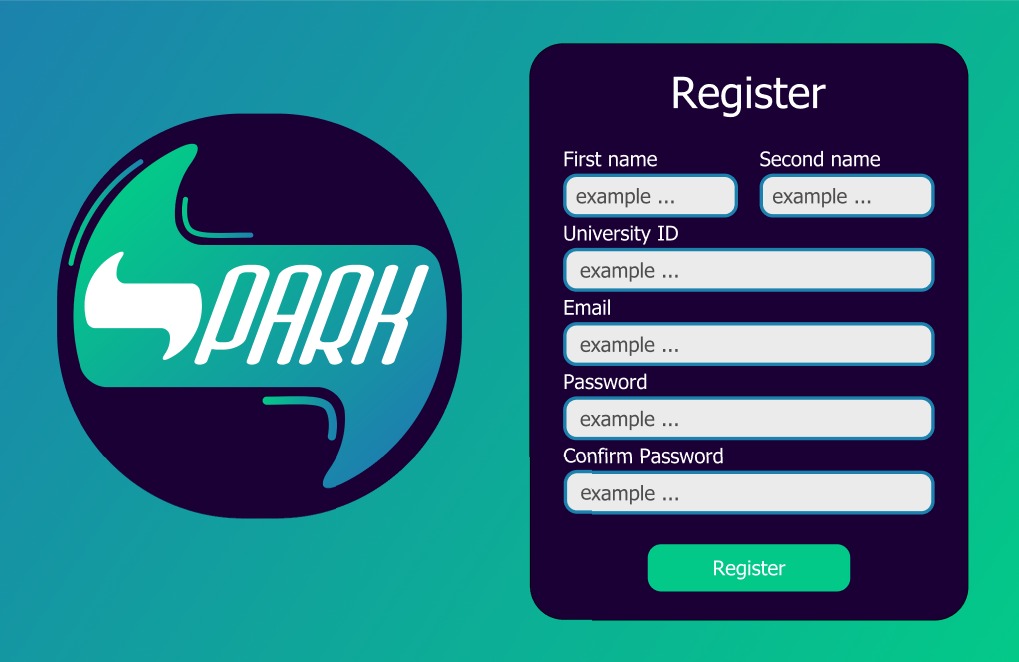 SPARK
Register
First name Second name
example ... example ...
University ID
example ...
Email
example ...
Password
example ...
Confirm Password
example ...
Register